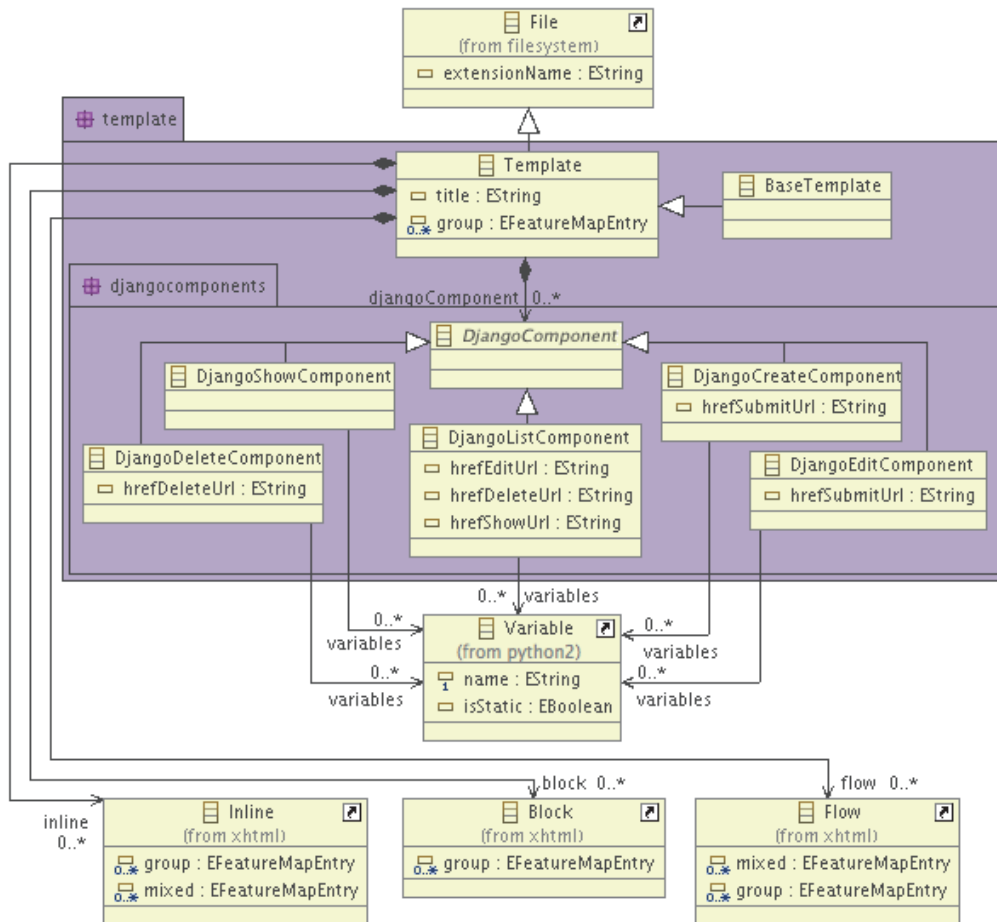 File
(from filesystem)
extensionName : EString
template
Template
title : EString
0..* group : EFeatureMapEntry
BaseTemplate
djangocomponents
djangoComponent 0..*
DjangoComponent
DjangoShowComponent
DjangoCreateComponent
hrefSubmitUrl : EString
DjangoDeleteComponent
hrefDeleteUrl : EString
DjangoListComponent
hrefEditUrl : EString
hrefDeleteUrl : EString
hrefShowUrl : EString
DjangoEditComponent
hrefSubmitUrl : EString
0..* variables
0..*
variables
0..*
variables
Variable
(from python2)
1 name : EString
isStatic : EBoolean
0..*
variables
0..*
variables
inline
0..*
block 0..*
flow 0..*
Inline
(from xhtml)
0..* group : EFeatureMapEntry
0..* mixed : EFeatureMapEntry
Block
(from xhtml)
0..* group : EFeatureMapEntry
Flow
(from xhtml)
0..* mixed : EFeatureMapEntry
0..* group : EFeatureMapEntry